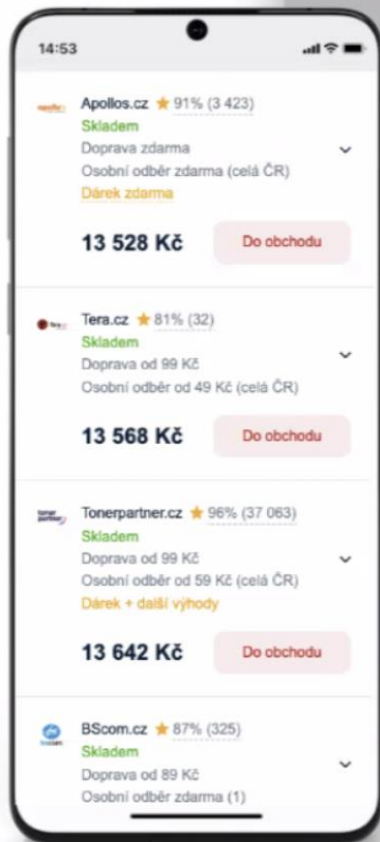 14:53
Apollos.cz ★ 91% (3 423)
Skladem
Doprava zdarma
Osobní odběr zdarma (celá ČR)
Dárek zdarma
13 528 Kč Do obchodu
Tera.cz ★ 81% (32)
Skladem
Doprava od 99 Kč
Osobní odběr od 49 Kč (celá ČR)
13 568 Kč Do obchodu
toner partner Tonerpartner.cz ★ 96% (37 063)
Skladem
Doprava od 99 Kč
Osobní odběr od 59 Kč (celá ČR)
Dárek + další výhody
13 642 Kč Do obchodu
BScom.cz ★ 87% (325)
Skladem
Doprava od 89 Kč
Osobní odběr zdarma (1)